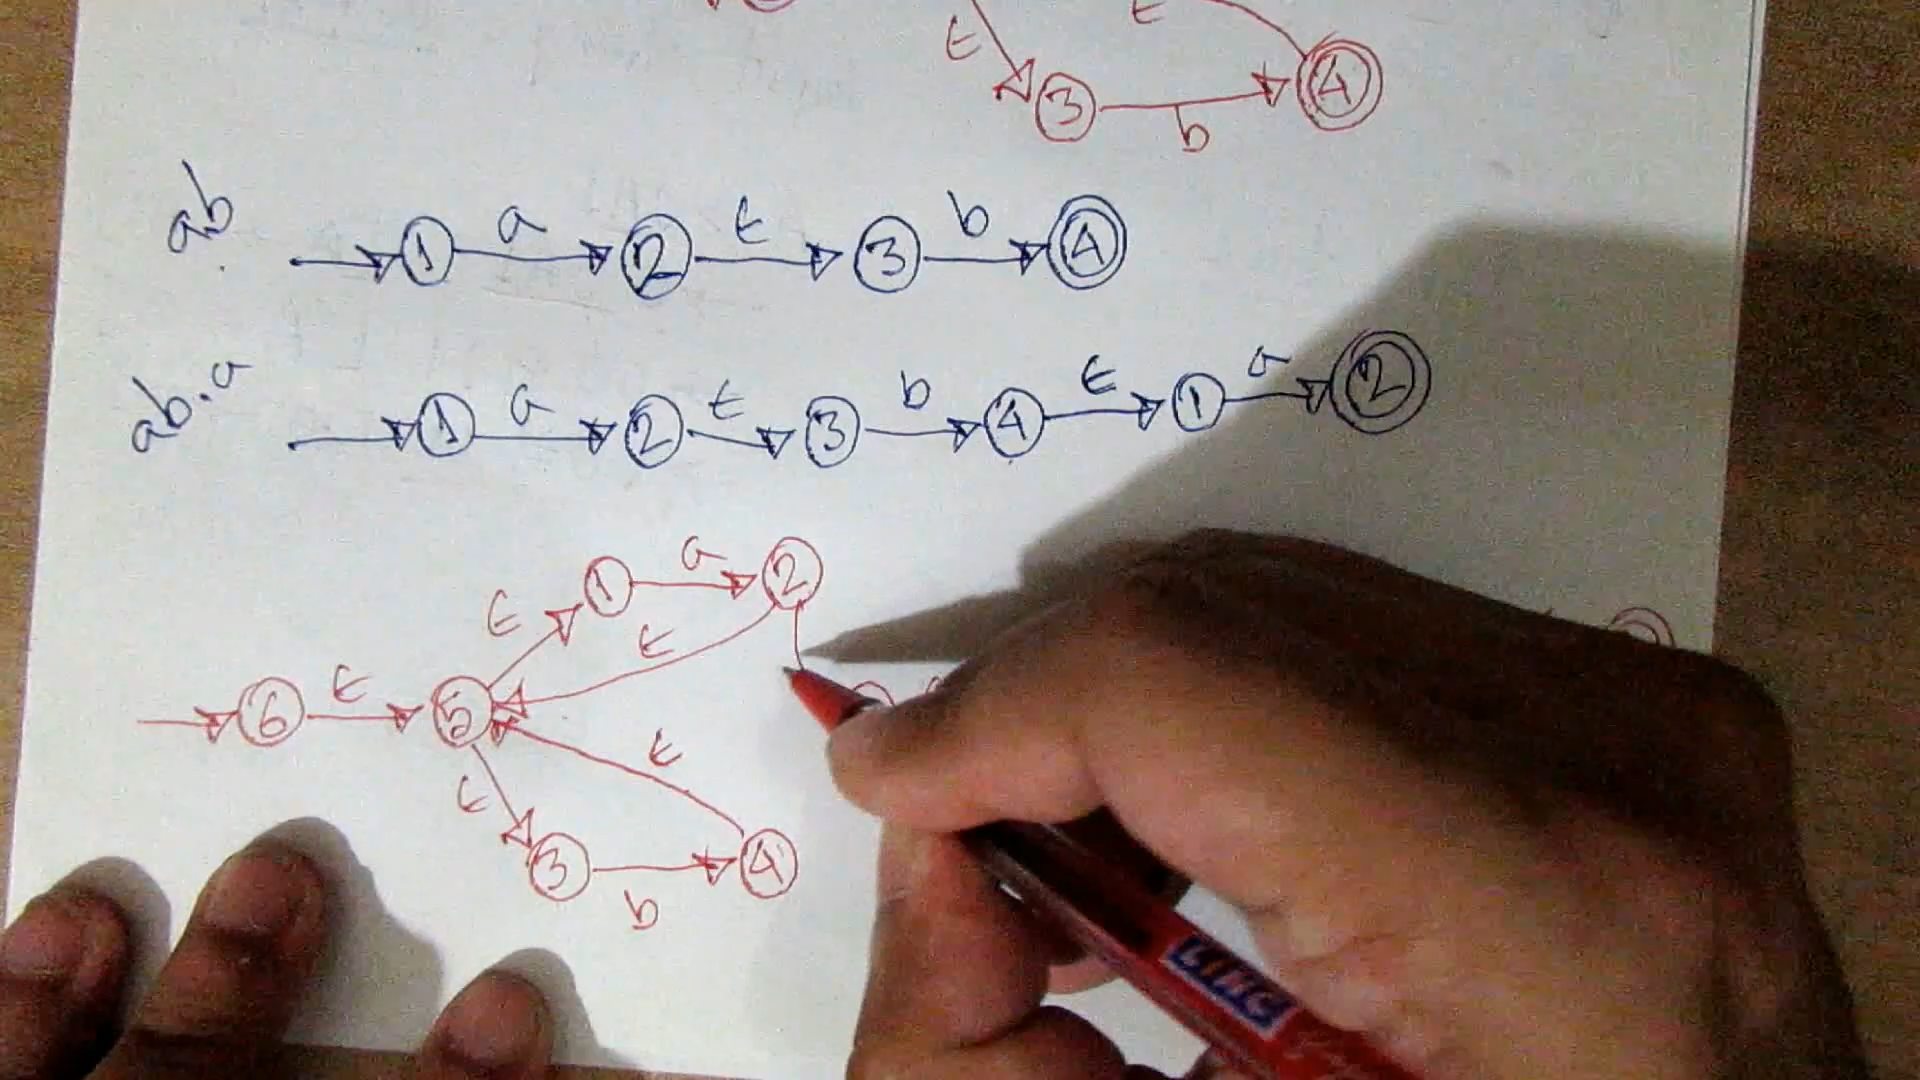 ε ε
3 b 4
ab 1 a 2 ε 3 b 4
ab.a 1 a 2 ε 3 b 4 ε 1 a 2
ε 1 a 2
ε
6 ε 5
ε
ε 3 b 4
LINC